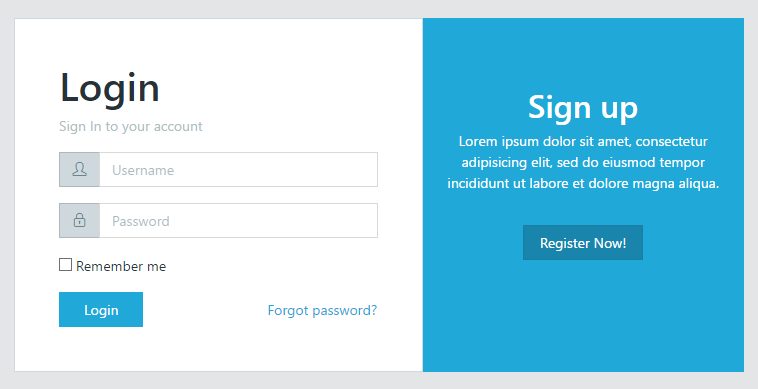 Login
Sign In to your account
Username
Password
Remember me
Login
Forgot password?
Sign up
Lorem ipsum dolor sit amet, consectetur
adipisicing elit, sed do eiusmod tempor
incididunt ut labore et dolore magna aliqua.
Register Now!